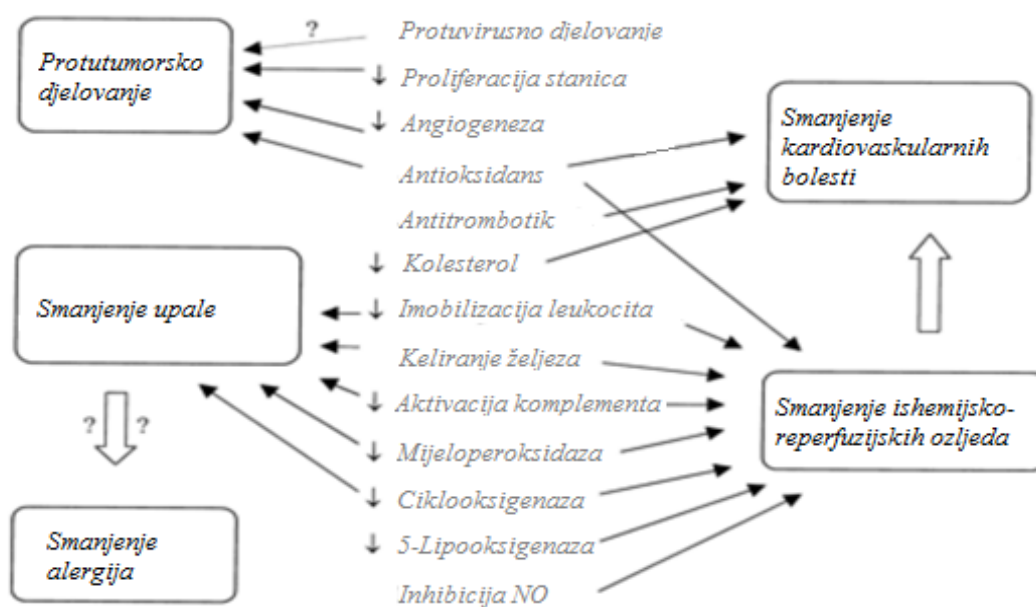 ?
Protuvirusno djelovanje
Protutumorsko
djelovanje
↓ Proliferacija stanica
↓ Angiogeneza
Smanjenje
kardiovaskularnih
bolesti
Antioksidans
Antitrombotik
↓ Kolesterol
Smanjenje upale
↓ Imobilizacija leukocita
Keliranje željeza
↓ Aktivacija komplementa
Smanjenje ishemijsko-
reperfuzijskih ozljeda
? ?
↓ Mijeloperoksidaza
↓ Ciklooksigenaza
↓ 5-Lipooksigenaza
Smanjenje
alergija
Inhibicija NO